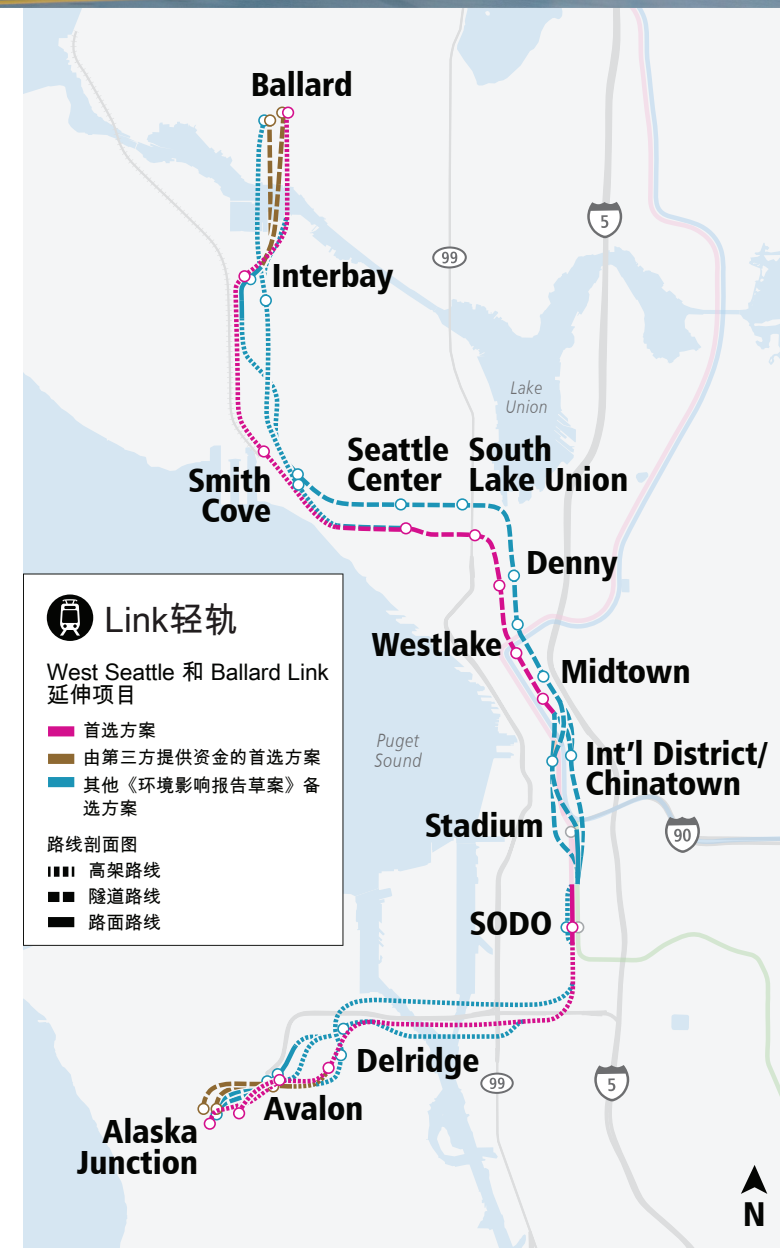 Ballard
5
99
Interbay
Lake
Union
Seattle
Center
South
Lake Union
Smith
Cove
Denny
Link轻轨
West Seattle 和 Ballard Link
延伸项目
首选方案
由第三方提供资金的首选方案
其他《环境影响报告草案》备
选方案
路线剖面图
高架路线
隧道路线
路面路线
Westlake
Midtown
Puget
Sound
Int'l District/
Chinatown
Stadium
90
SODO
Delridge
99
5
Avalon
Alaska
Junction
N